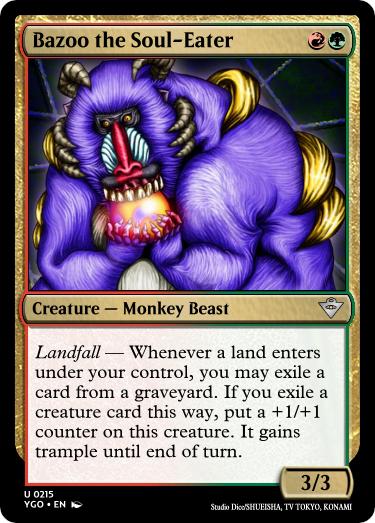 Bazoo the Soul-Eater
Creature — Monkey Beast
Landfall — Whenever a land enters
under your control, you may exile a
card from a graveyard. If you exile a
creature card this way, put a +1/+1
counter on this creature. It gains
trample until end of turn.
3/3
U 0215
YGO • EN
Studio Dice/SHUEISHA, TV TOKYO, KONAMI